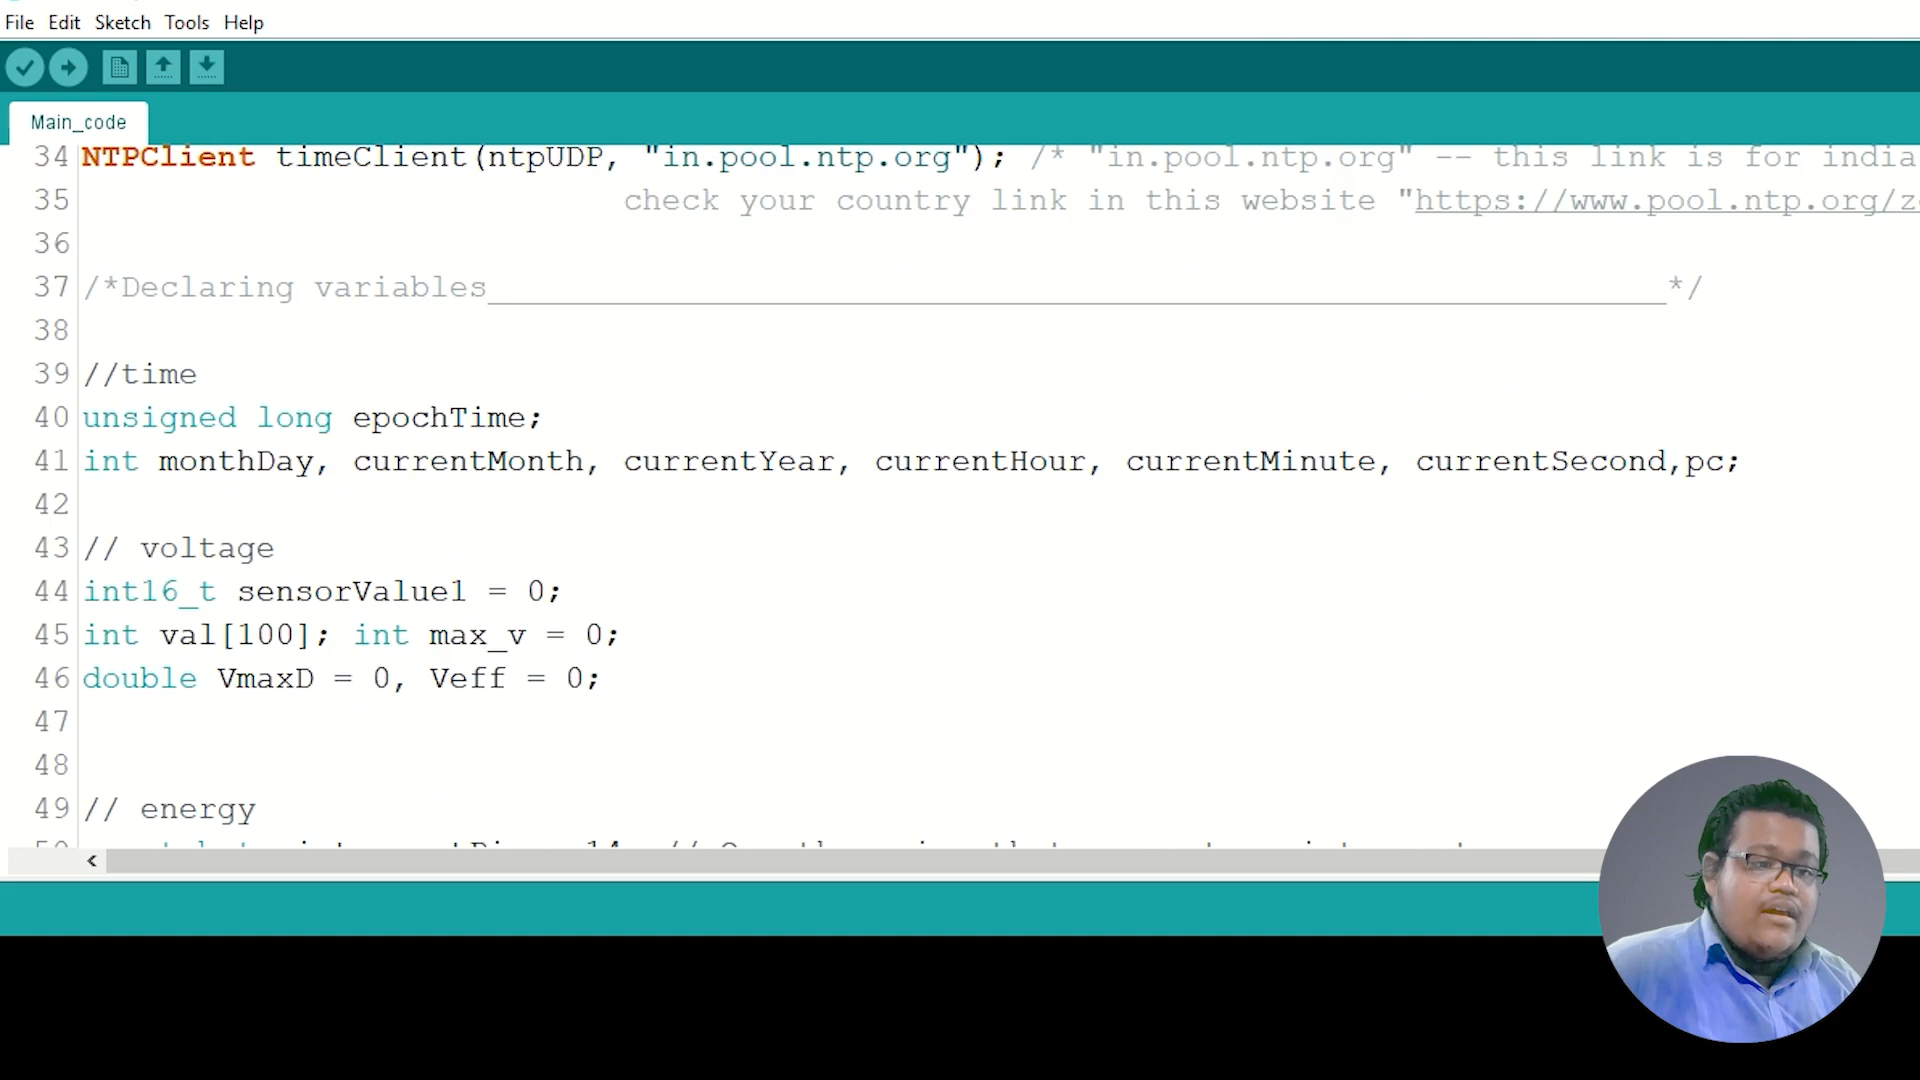 File Edit Sketch Tools Help
Main_code
34 NTPClient timeClient(ntpUDP, "in.pool.ntp.org"); /* "in.pool.ntp.org" -- this link is for india
35 check your country link in this website "https://www.pool.ntp.org/z
36
37 /*Declaring variables______________________________________________________________*/
38
39 //time
40 unsigned long epochTime;
41 int monthDay, currentMonth, currentYear, currentHour, currentMinute, currentSecond,pc;
42
43 // voltage
44 int16_t sensorValue1 = 0;
45 int val[100]; int max_v = 0;
46 double VmaxD = 0, Veff = 0;
47
48
49 // energy